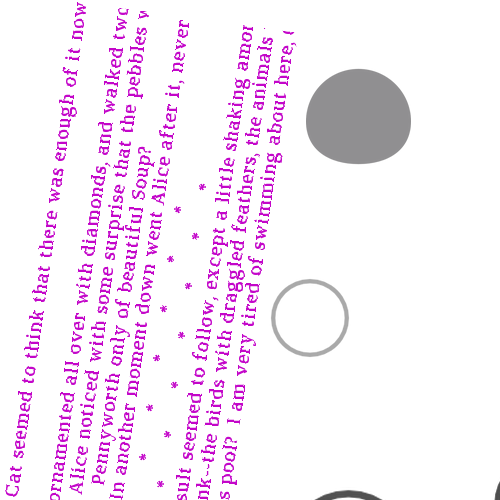 Cat seemed to think that there was enough of it now
ornamented all over with diamonds, and walked two
Alice noticed with some surprise that the pebbles
Pennyworth only of beautiful Soup?
In another moment down went Alice after it, never
* * * * * * *
* * * * * *
sult seemed to follow, except a little shaking
nk--the birds with draggled feathers, the animals
s pool? I am very tired of swimming about here,